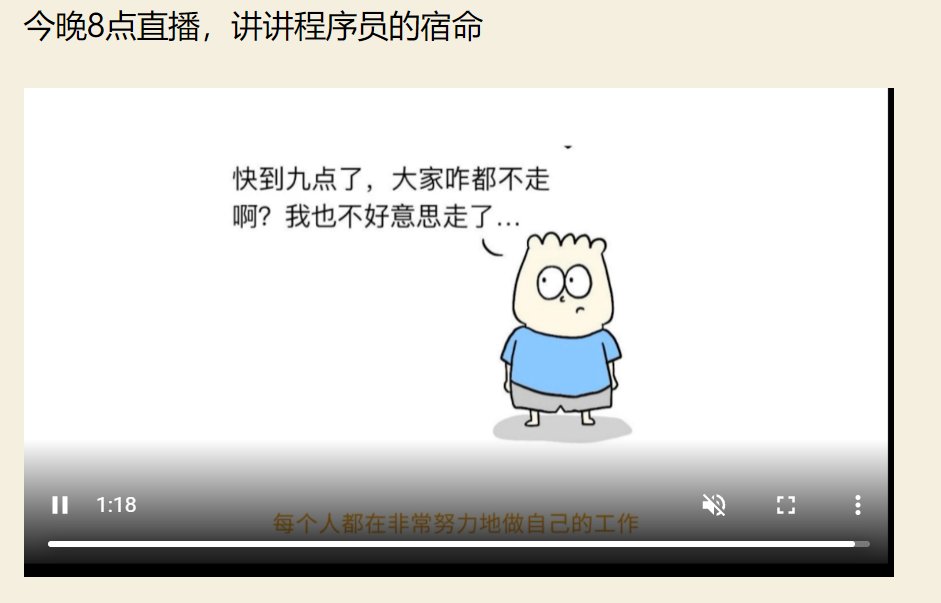 今晚8点直播，讲讲程序员的宿命
快到九点了，大家咋都不走
啊？我也不好意思走了...
1:18
每个人都在非常努力地做自己的工作